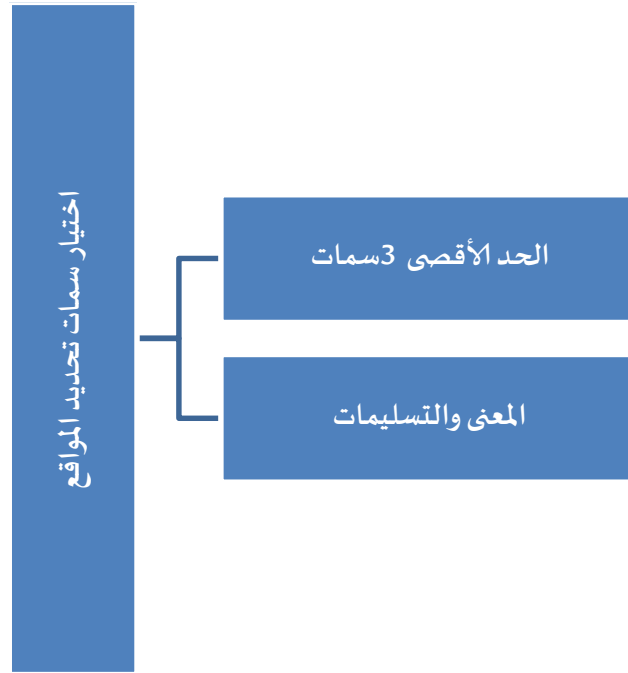 اختيار سمات تحديد المواقع
الحد الأقصى 3سمات
المعنى والتسليمات